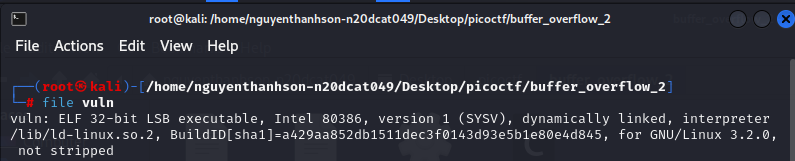 root@kali: /home/nguyenthanhson-n20dcat049/Desktop/picoctf/buffer_overflow_2
File Actions Edit View Help
┌──(root㉿kali)-[/home/nguyenthanhson-n20dcat049/Desktop/picoctf/buffer_overflow_2]
└─# file vuln
vuln: ELF 32-bit LSB executable, Intel 80386, version 1 (SYSV), dynamically linked, interpreter
/lib/ld-linux.so.2, BuildID[sha1]=a429aa852db1511dec3f0143d93e5b1e80e4d845, for GNU/Linux 3.2.0,
not stripped